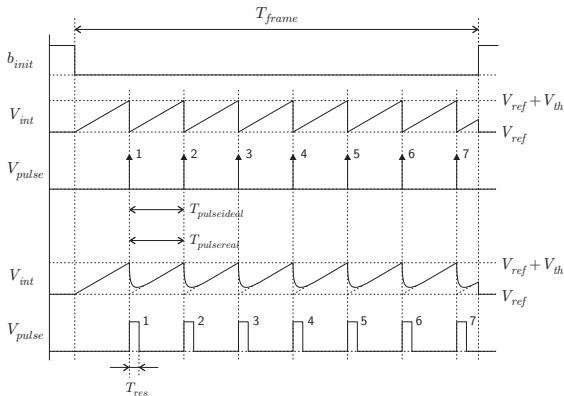 T_frame
b_init
V_int
V_ref + V_th
V_ref
V_pulse
1 2 3 4 5 6 7
T_pulseideal
T_pulsereal
V_int
V_ref + V_th
V_ref
V_pulse
1 2 3 4 5 6 7
T_res